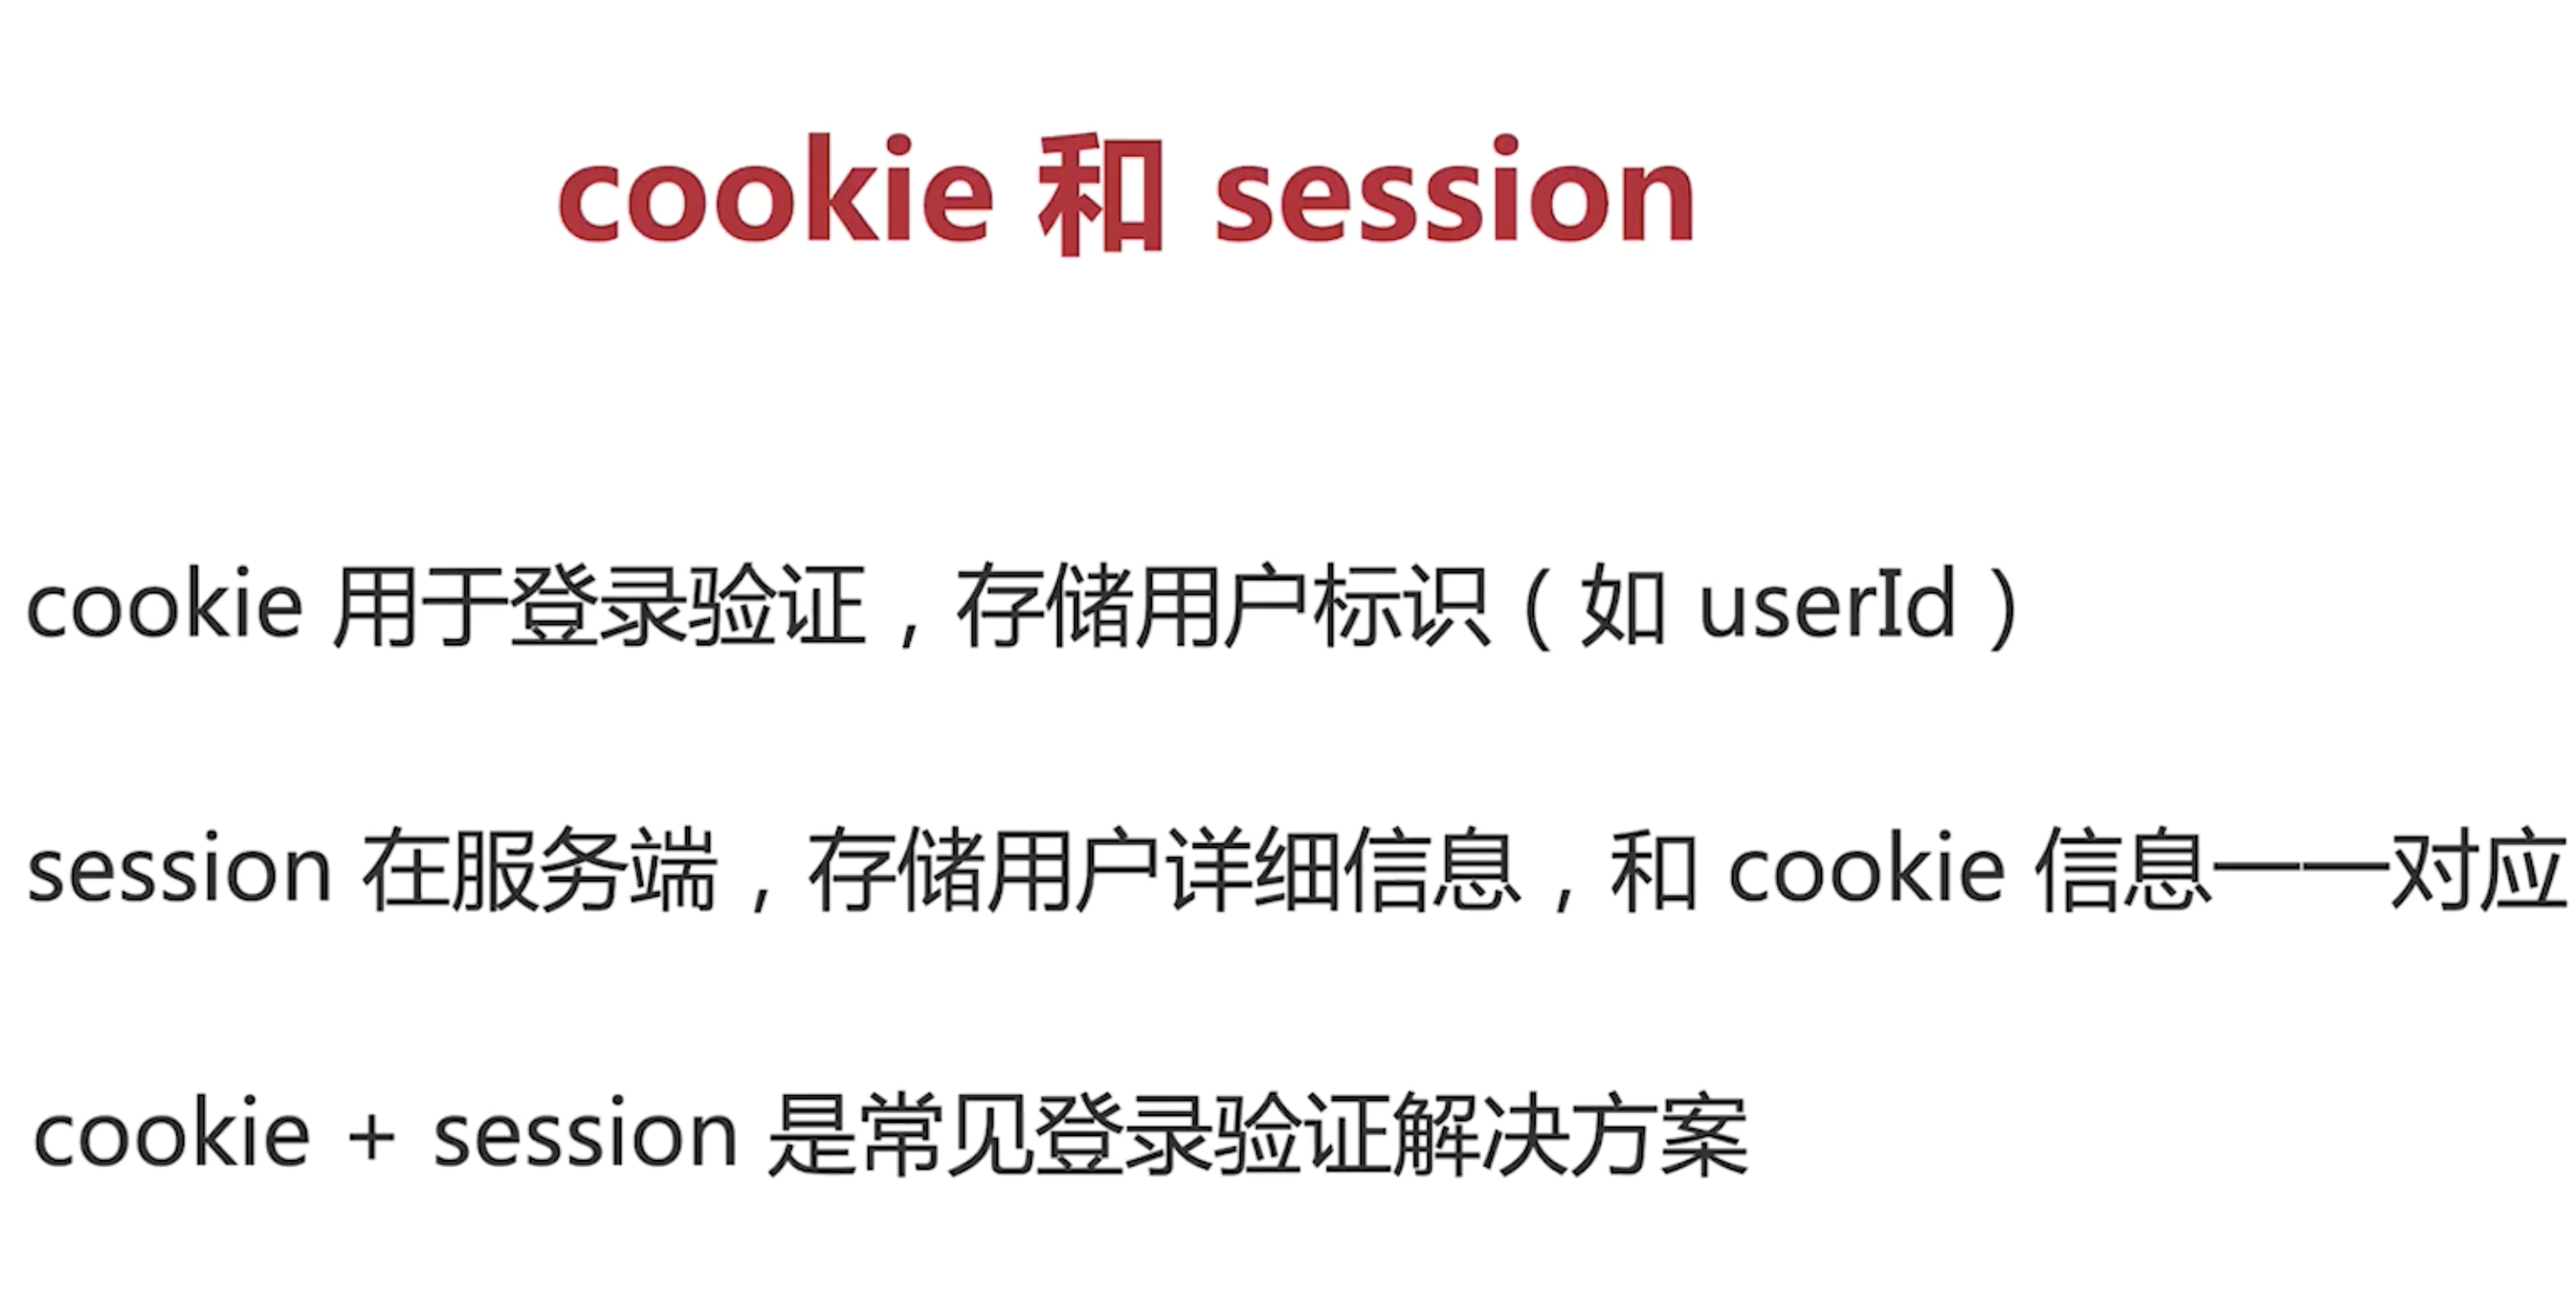 cookie 和 session
cookie 用于登录验证，存储用户标识（如 userId）
session 在服务端，存储用户详细信息，和 cookie 信息一一对应
cookie + session 是常见登录验证解决方案